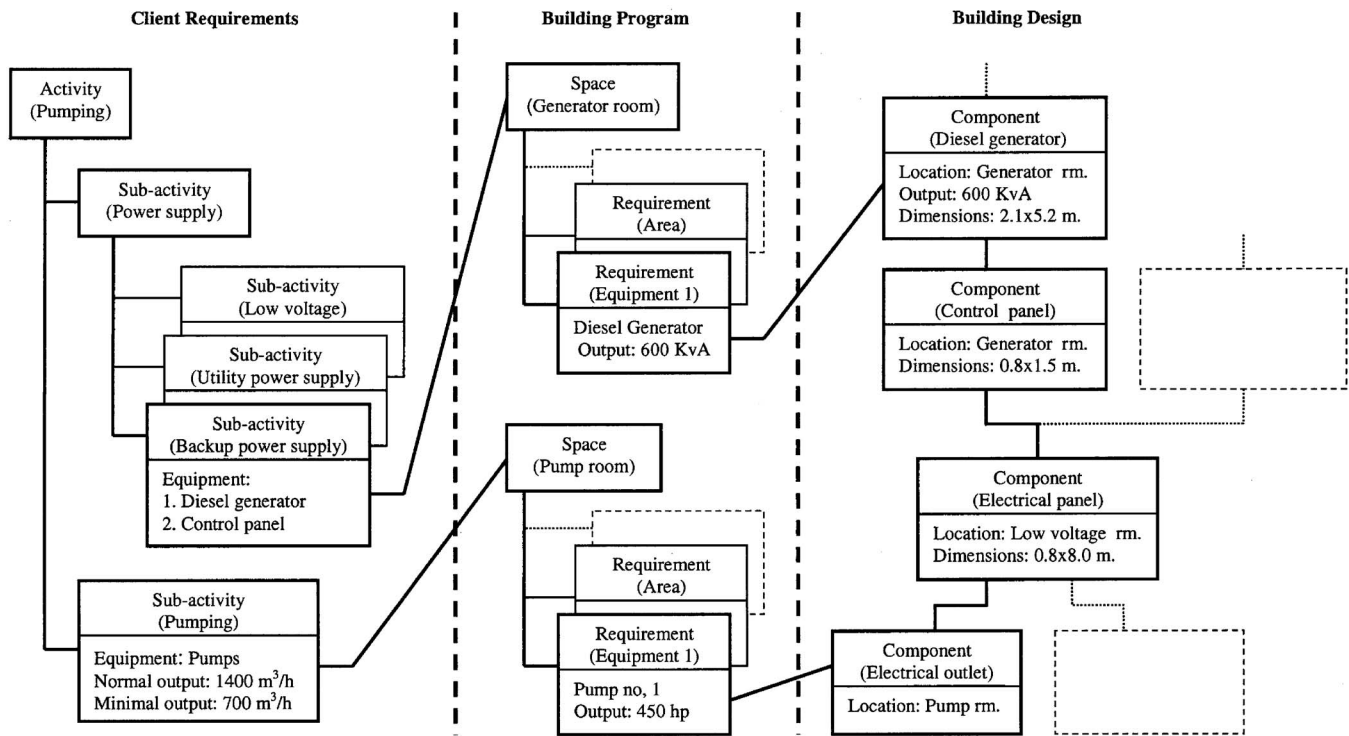 Client Requirements
Activity
(Pumping)
Sub-activity
(Power supply)
Sub-activity
(Low voltage)
Sub-activity
(Utility power supply)
Sub-activity
(Backup power supply)
Equipment:
1. Diesel generator
2. Control panel
Sub-activity
(Pumping)
Equipment: Pumps
Normal output: 1400 m³/h
Minimal output: 700 m³/h
Building Program
Space
(Generator room)
Requirement
(Area)
Requirement
(Equipment 1)
Diesel Generator
Output: 600 KvA
Space
(Pump room)
Requirement
(Area)
Requirement
(Equipment 1)
Pump no, 1
Output: 450 hp
Building Design
Component
(Diesel generator)
Location: Generator rm.
Output: 600 KvA
Dimensions: 2.1x5.2 m.
Component
(Control panel)
Location: Generator rm.
Dimensions: 0.8x1.5 m.
Component
(Electrical panel)
Location: Low voltage rm.
Dimensions: 0.8x8.0 m.
Component
(Electrical outlet)
Location: Pump rm.